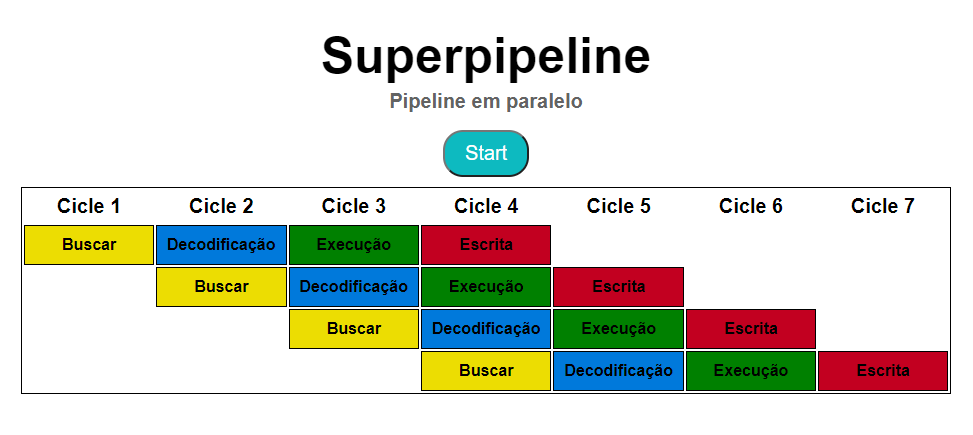 Superpipeline
Pipeline em paralelo
Start
Cicle 1 Cicle 2 Cicle 3 Cicle 4 Cicle 5 Cicle 6 Cicle 7
Buscar Decodificação Execução Escrita
Buscar Decodificação Execução Escrita
Buscar Decodificação Execução Escrita
Buscar Decodificação Execução Escrita